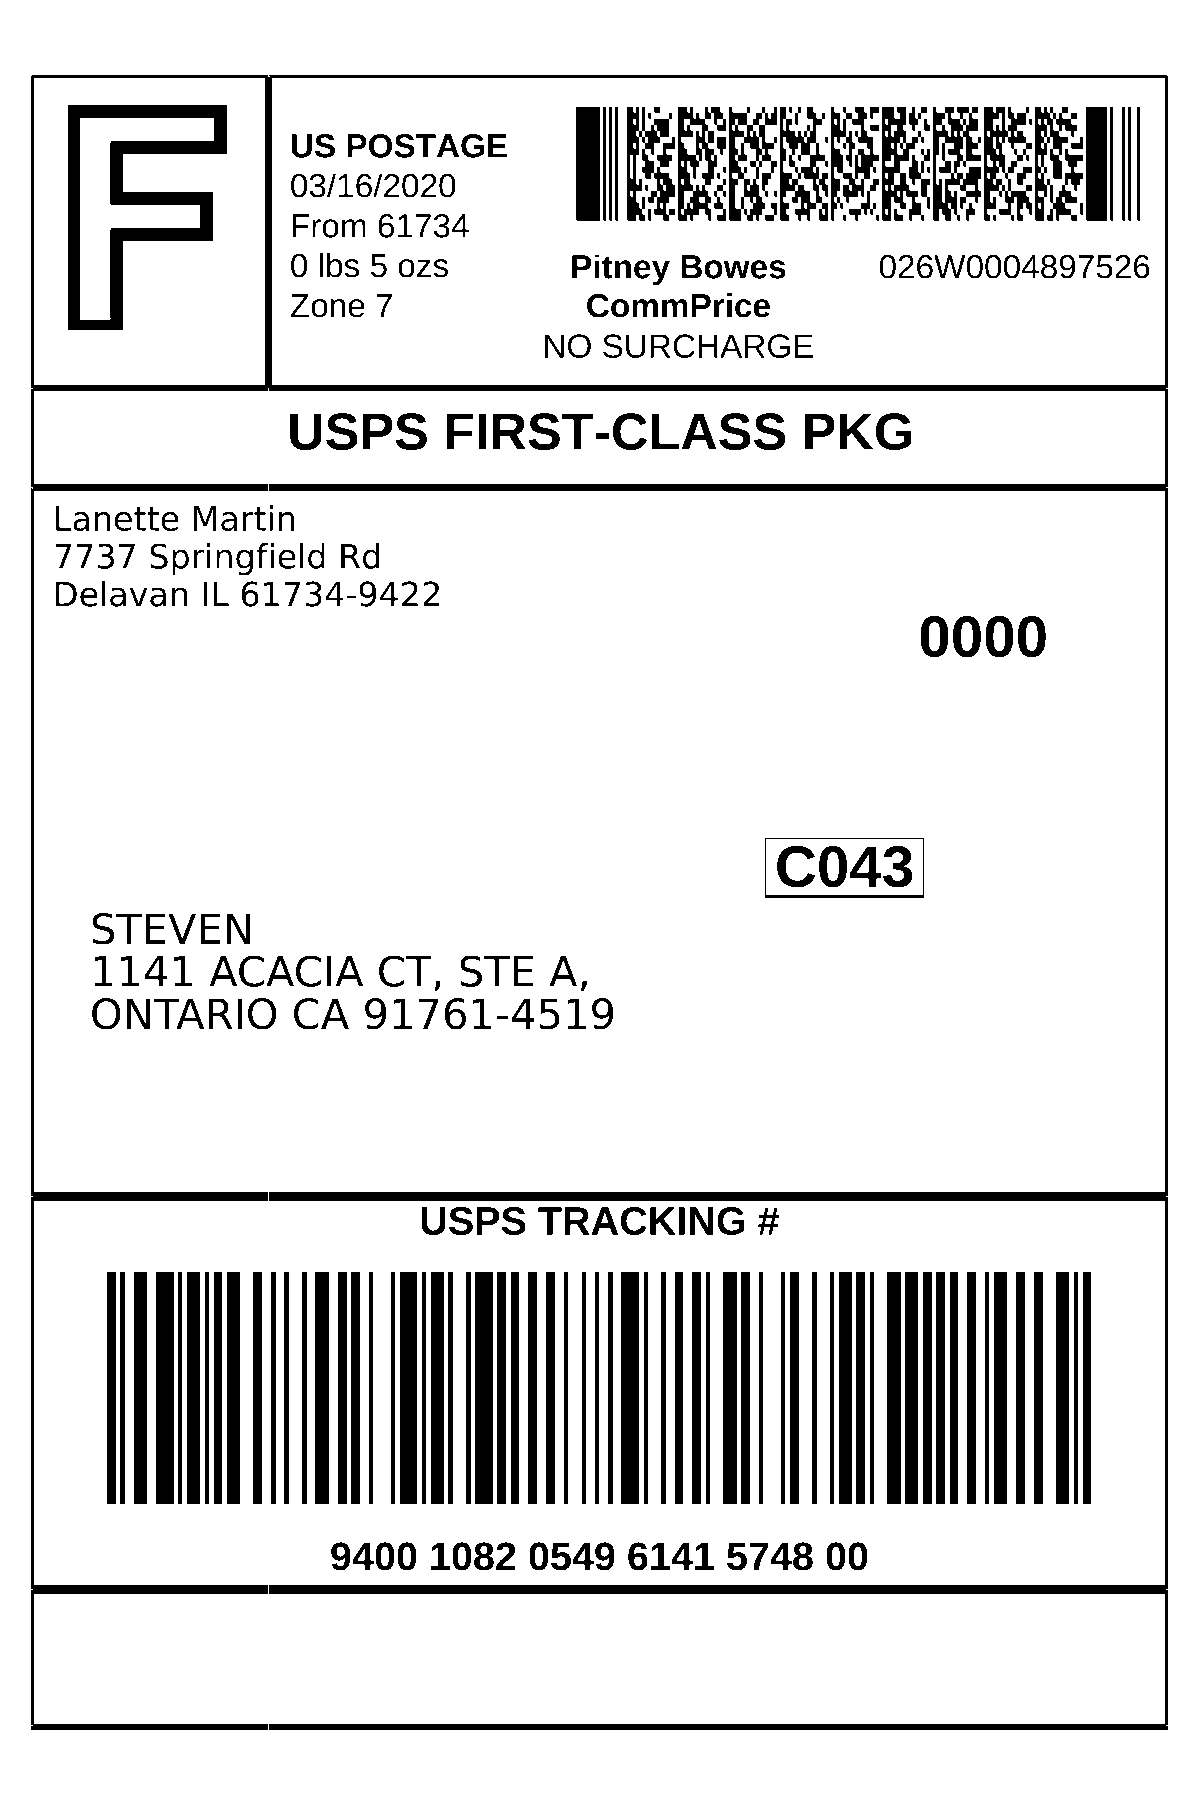 F
US POSTAGE
03/16/2020
From 61734
0 lbs 5 ozs
Zone 7
Pitney Bowes
CommPrice
NO SURCHARGE
026W0004897526
USPS FIRST-CLASS PKG
Lanette Martin
7737 Springfield Rd
Delavan IL 61734-9422
0000
C043
STEVEN
1141 ACACIA CT, STE A,
ONTARIO CA 91761-4519
USPS TRACKING #
9400 1082 0549 6141 5748 00